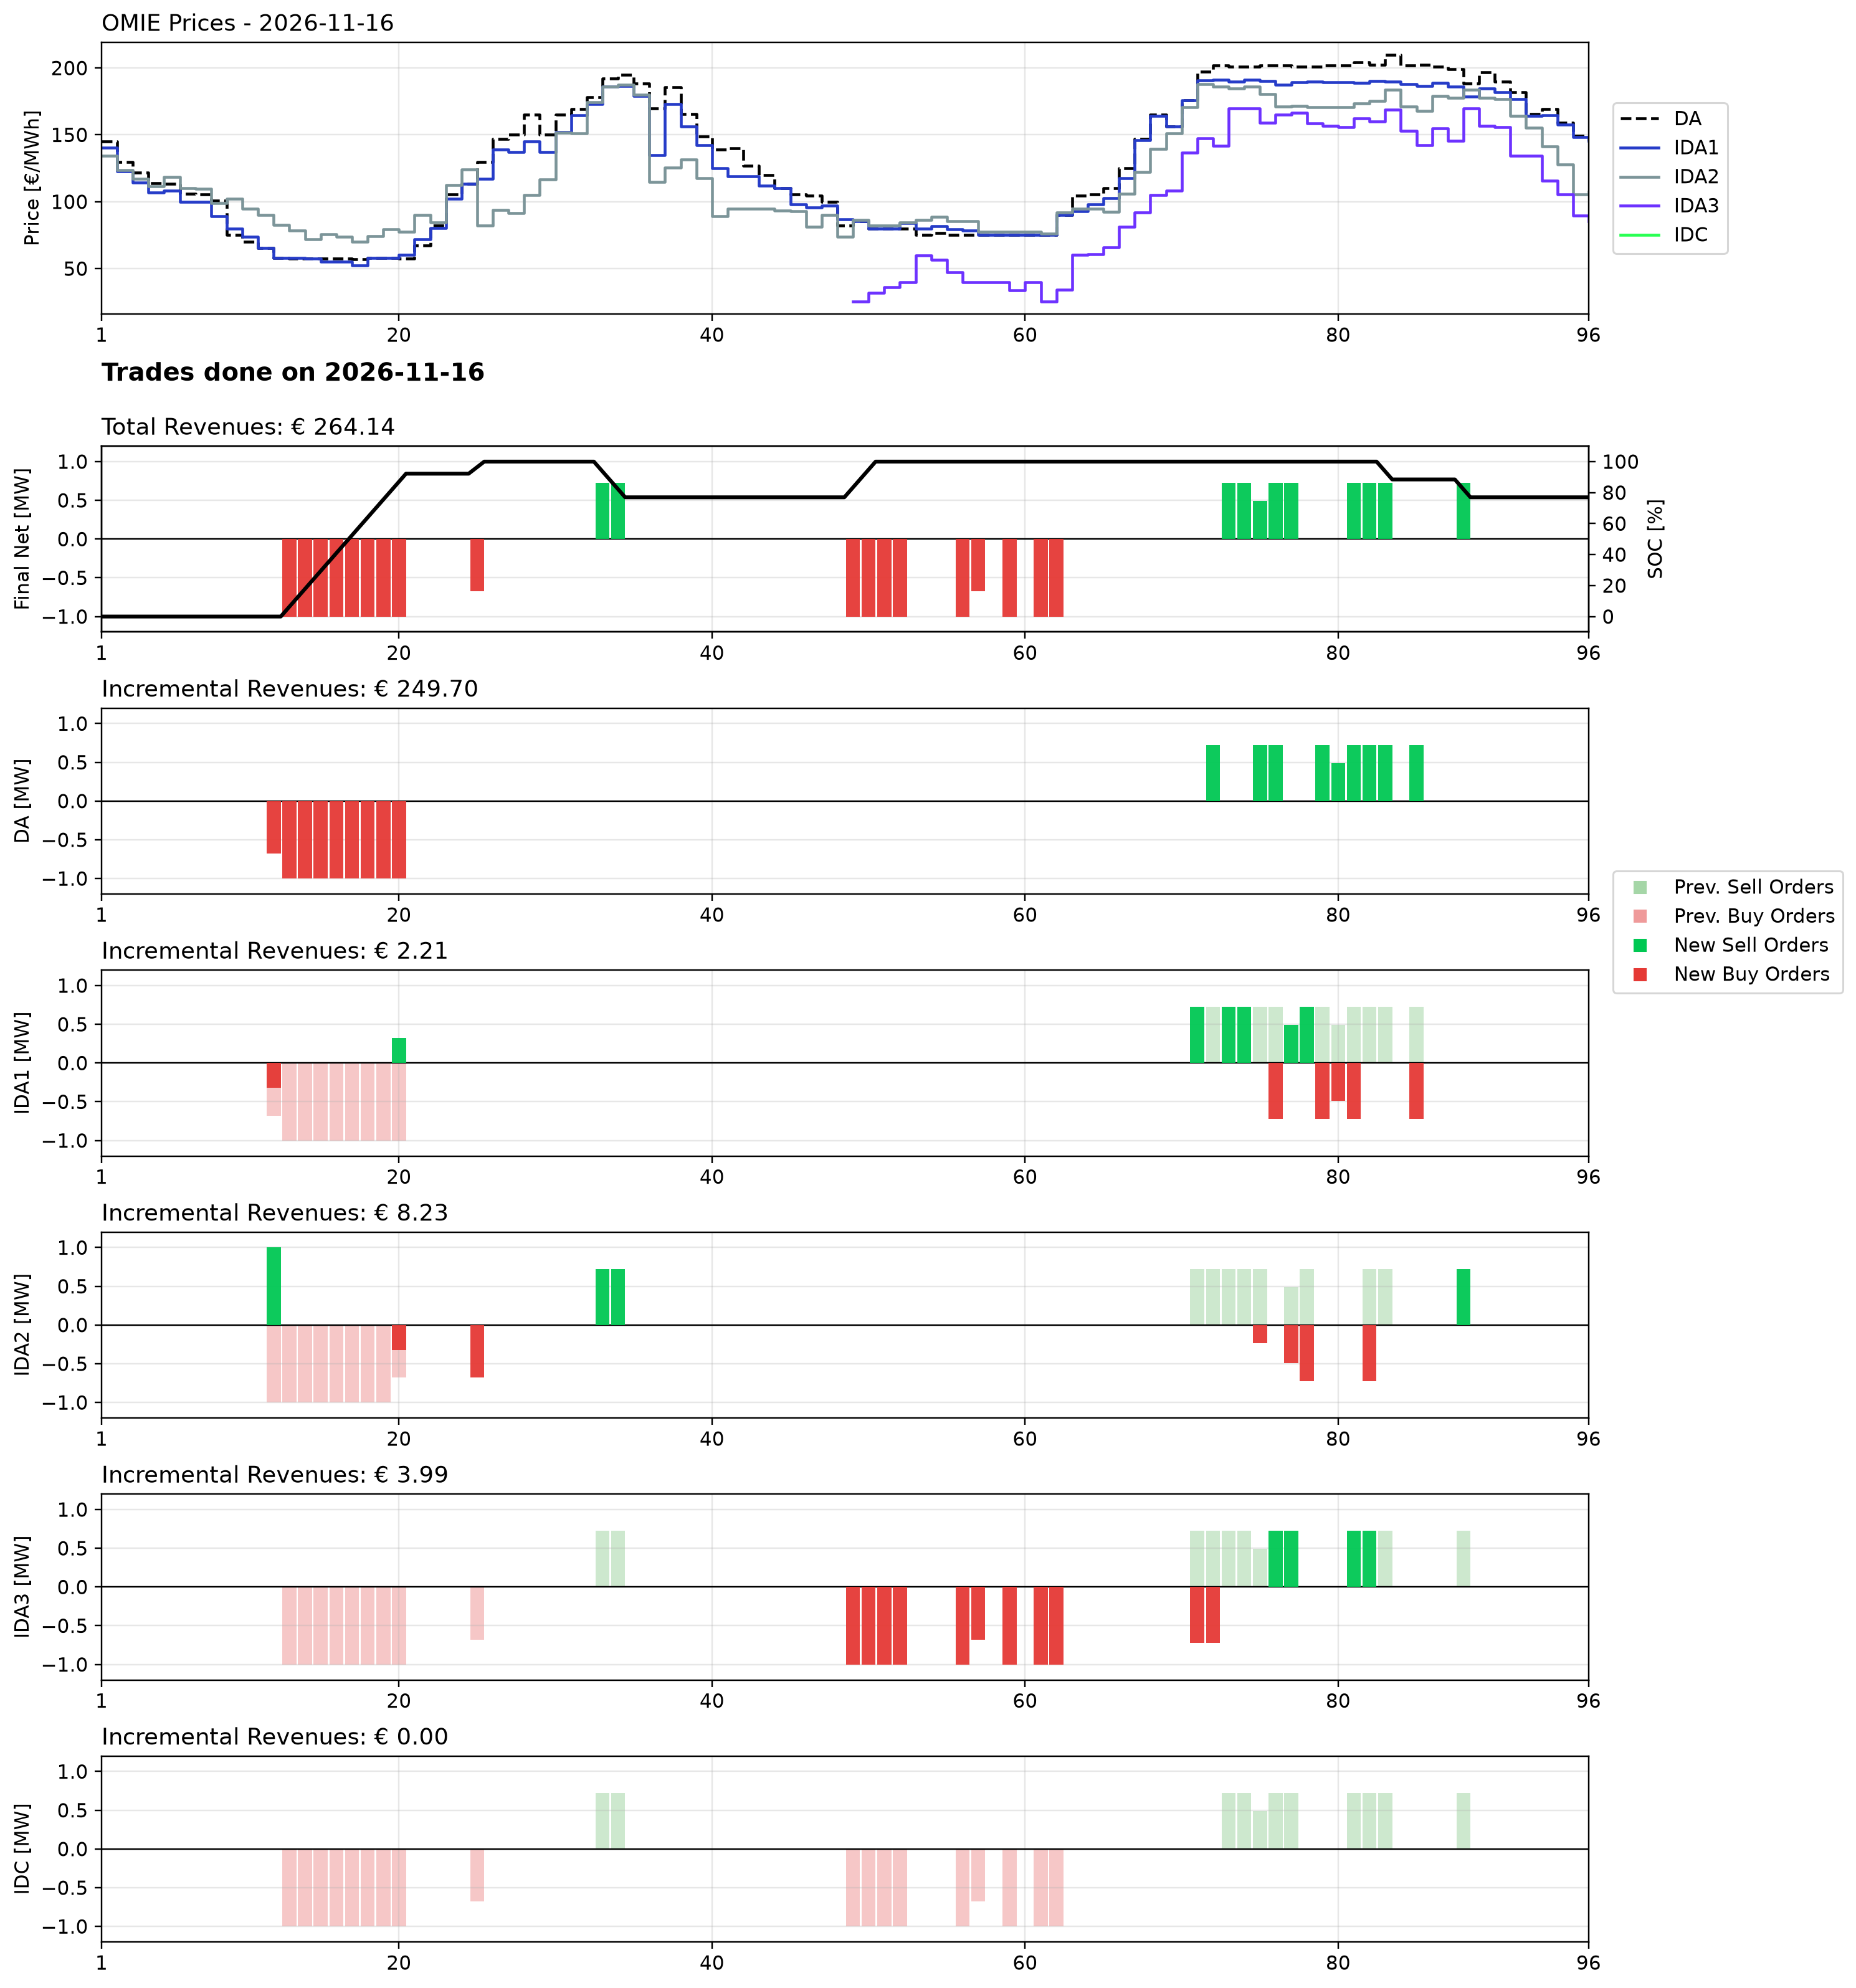 OMIE Prices - 2026-11-16
Price [€/MWh]
200
150
100
50
1 20 40 60 80 96
DA
IDA1
IDA2
IDA3
IDC
Trades done on 2026-11-16
Total Revenues: € 264.14
Final Net [MW]
1.0
0.5
0.0
−0.5
−1.0
100
80
60
40
20
0
SOC [%]
1 20 40 60 80 96
Incremental Revenues: € 249.70
DA [MW]
1.0
0.5
0.0
−0.5
−1.0
1 20 40 60 80 96
Prev. Sell Orders
Prev. Buy Orders
New Sell Orders
New Buy Orders
Incremental Revenues: € 2.21
IDA1 [MW]
1.0
0.5
0.0
−0.5
−1.0
1 20 40 60 80 96
Incremental Revenues: € 8.23
IDA2 [MW]
1.0
0.5
0.0
−0.5
−1.0
1 20 40 60 80 96
Incremental Revenues: € 3.99
IDA3 [MW]
1.0
0.5
0.0
−0.5
−1.0
1 20 40 60 80 96
Incremental Revenues: € 0.00
IDC [MW]
1.0
0.5
0.0
−0.5
−1.0
1 20 40 60 80 96